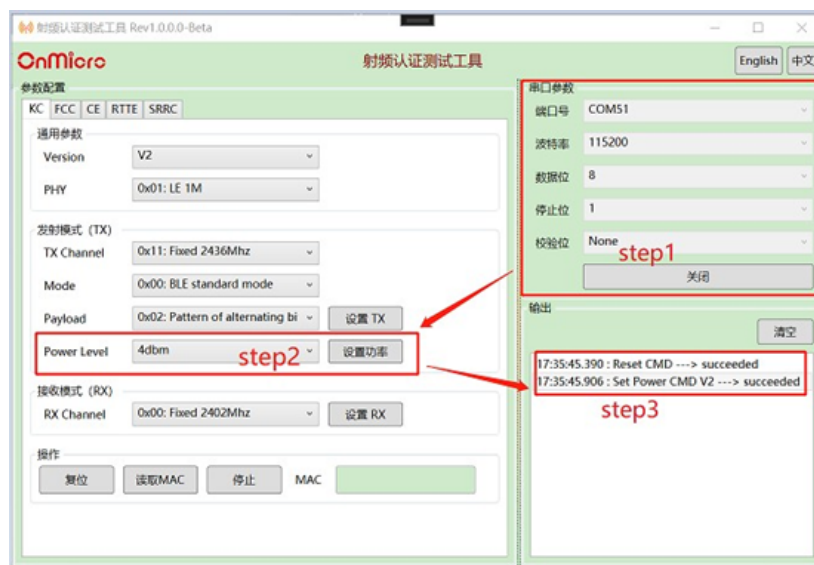 射频认证测试工具 Rev1.0.0.0-Beta
OnMicro
射频认证测试工具
English
中文
参数配置
KC FCC CE RTTE SRRC
通用参数
Version V2
PHY 0x01: LE 1M
发射模式（TX）
TX Channel 0x11: Fixed 2436Mhz
Mode 0x00: BLE standard mode
Payload 0x02: Pattern of alternating bi 设置 TX
Power Level 4dbm step2 设置功率
接收模式（RX）
RX Channel 0x00: Fixed 2402Mhz 设置 RX
操作
复位 读取MAC 停止 MAC
串口参数
端口号 COM51
波特率 115200
数据位 8
停止位 1
校验位 None
step1
关闭
输出
清空
17:35:45.390 : Reset CMD ---> succeeded
17:35:45.906 : Set Power CMD V2 ---> succeeded
step3